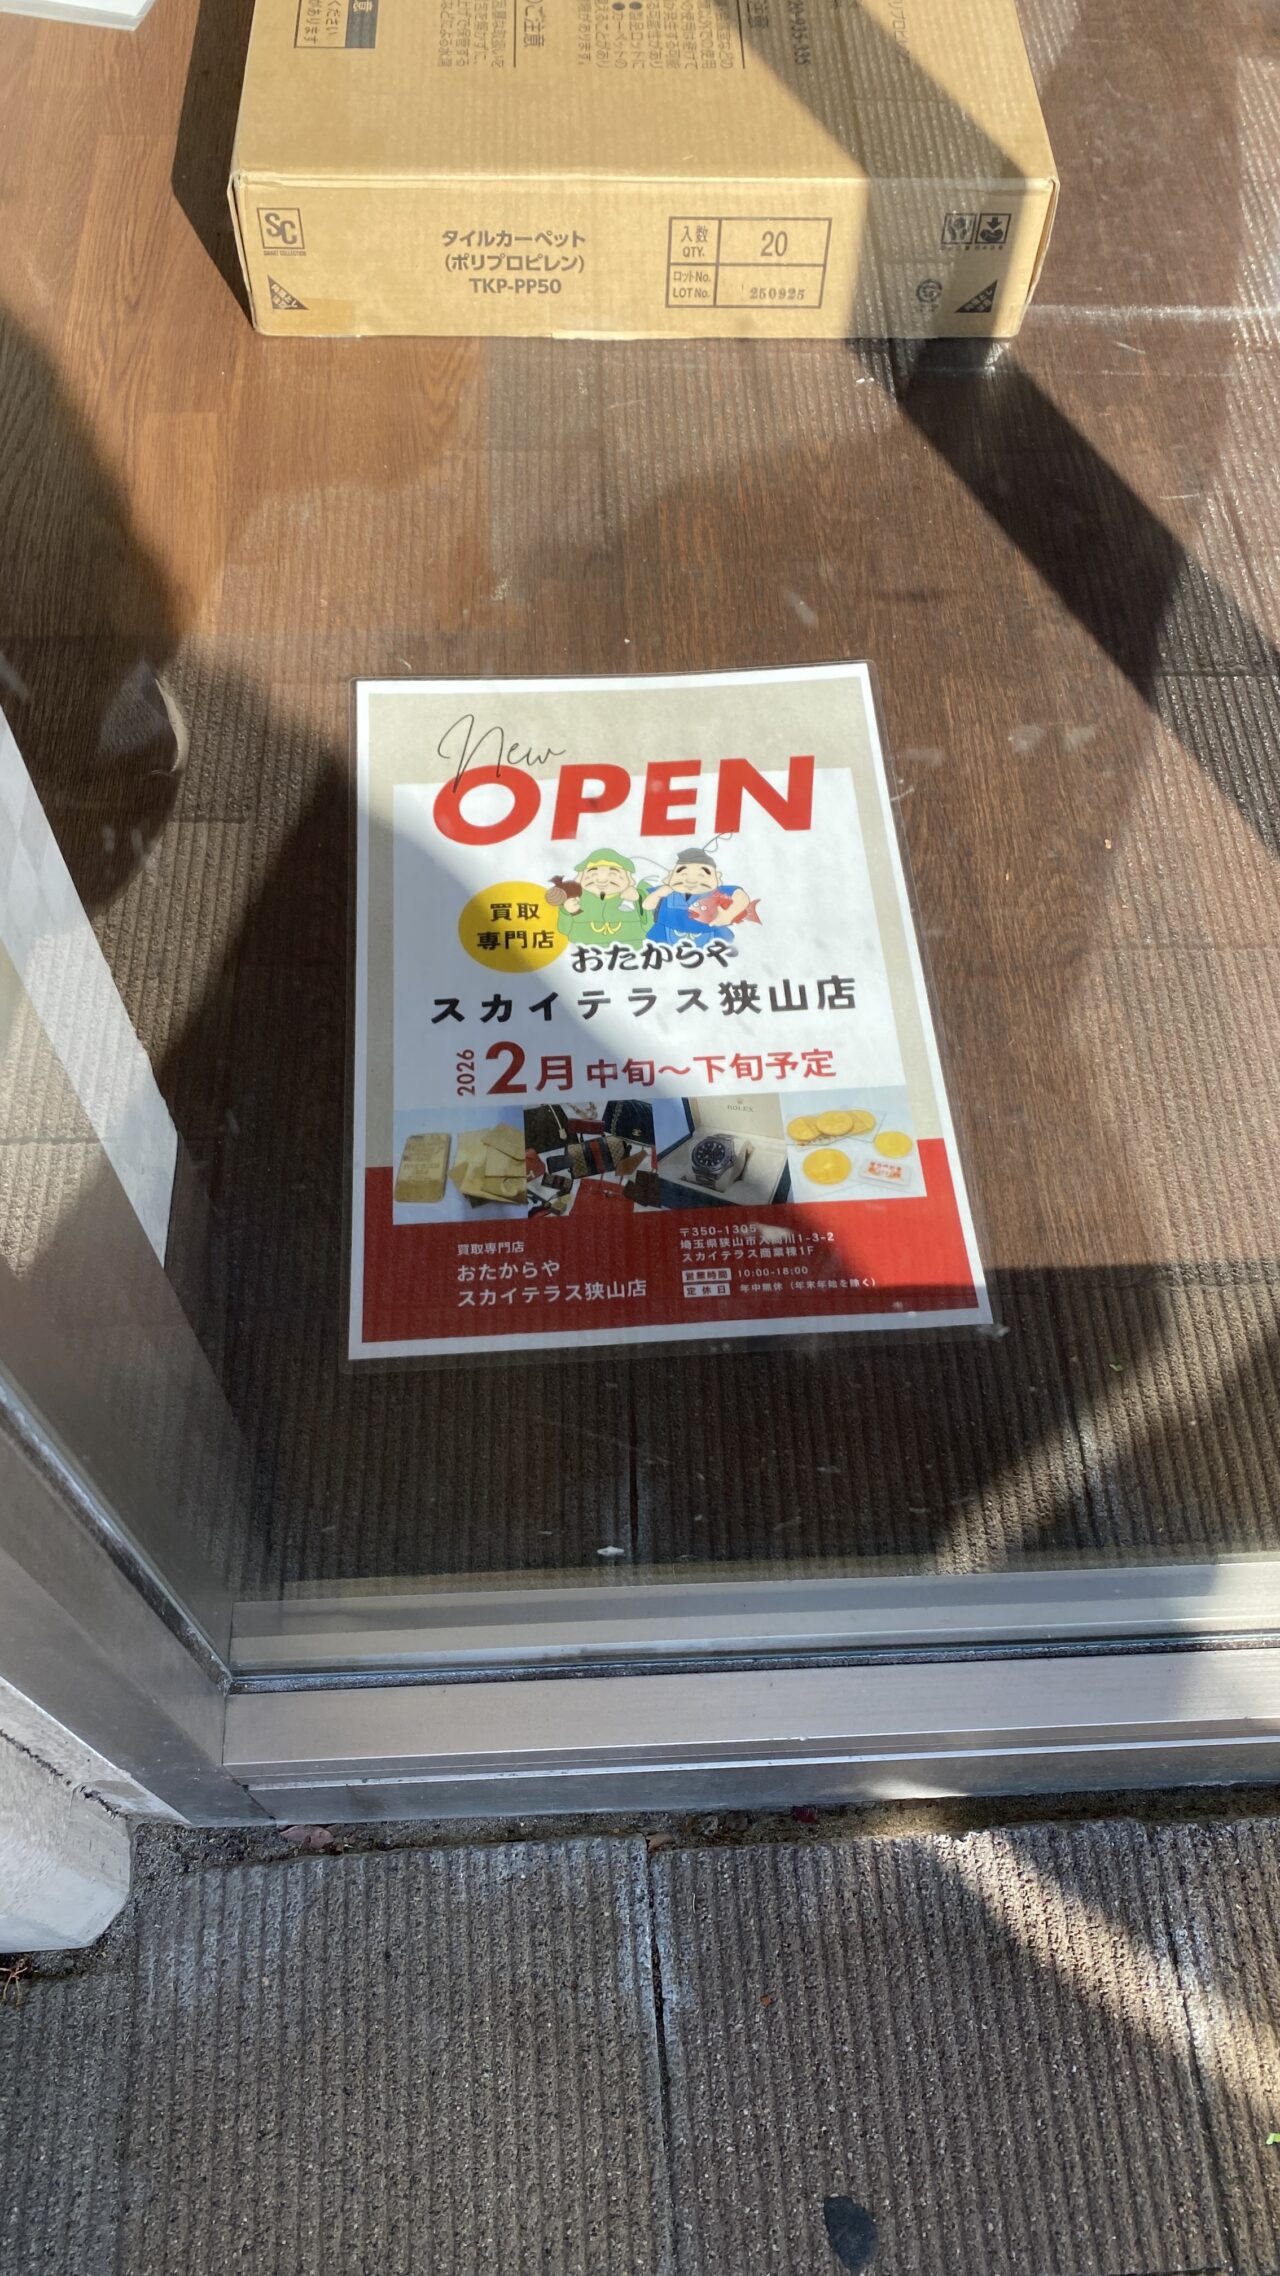 SC
SMART COLLECTION
タイルカーペット
(ポリプロピレン)
TKP-PP50
入数
QTY.
20
ロットNo.
LOT No.
250925
New
OPEN
買取
専門店
おたからや
スカイテラス狭山店
2026 2月中旬〜下旬予定
ROLEX
買取専門店
おたからや
スカイテラス狭山店
〒350-1305
埼玉県狭山市入間川1-3-2
スカイテラス商業棟1F
営業時間 10:00-18:00
定休日 年中無休(年末年始を除く)